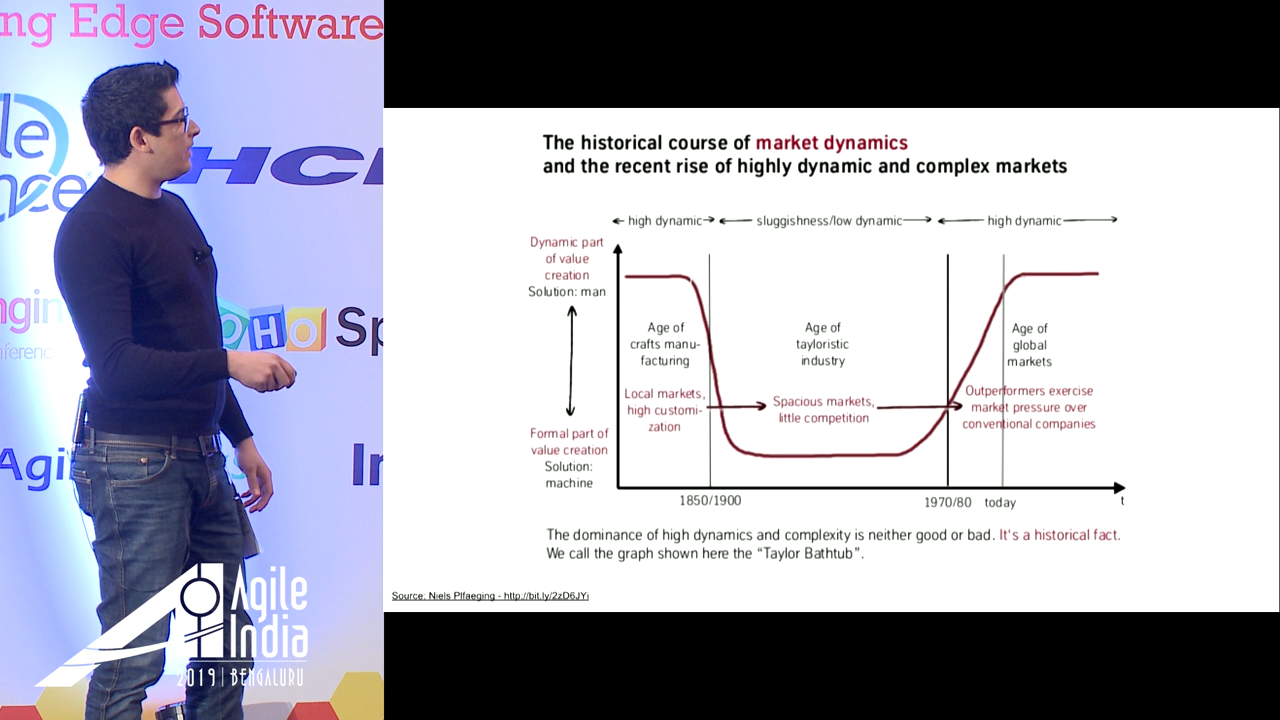 ng Edge Software
HCL
Sp
Agil
Agile
India
2019 | BENGALURU
The historical course of market dynamics
and the recent rise of highly dynamic and complex markets
high dynamic
sluggishness/low dynamic
high dynamic
Dynamic part
of value
creation
Solution: man
Formal part of
value creation
Solution:
machine
Age of
crafts manu-
facturing
Local markets,
high customi-
zation
Age of
tayloristic
industry
Spacious markets,
little competition
Age of
global
markets
Outperformers exercise
market pressure over
conventional companies
1850/1900
1970/80
today
t
The dominance of high dynamics and complexity is neither good or bad. It's a historical fact.
We call the graph shown here the “Taylor Bathtub”.
Source: Niels Plfaeging - http://bit.ly/2zD6JYi